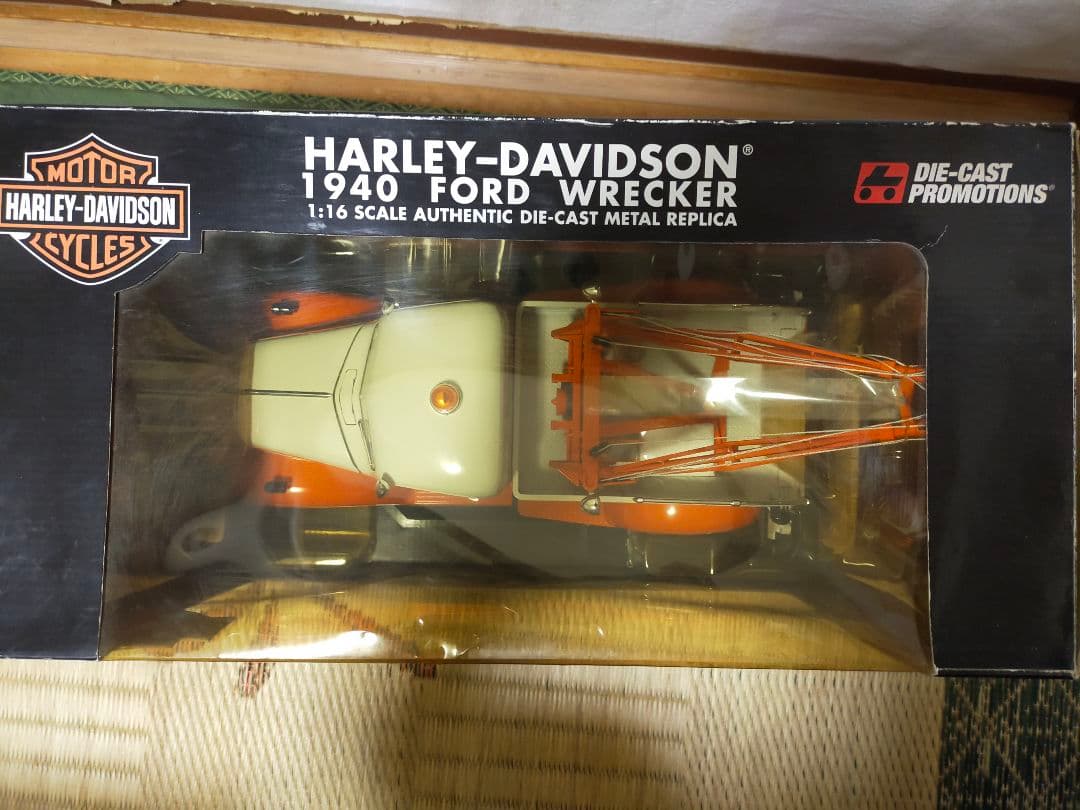 MOTOR
HARLEY-DAVIDSON
CYCLES
HARLEY-DAVIDSON®
1940 FORD WRECKER
1:16 SCALE AUTHENTIC DIE-CAST METAL REPLICA
DIE-CAST
PROMOTIONS®